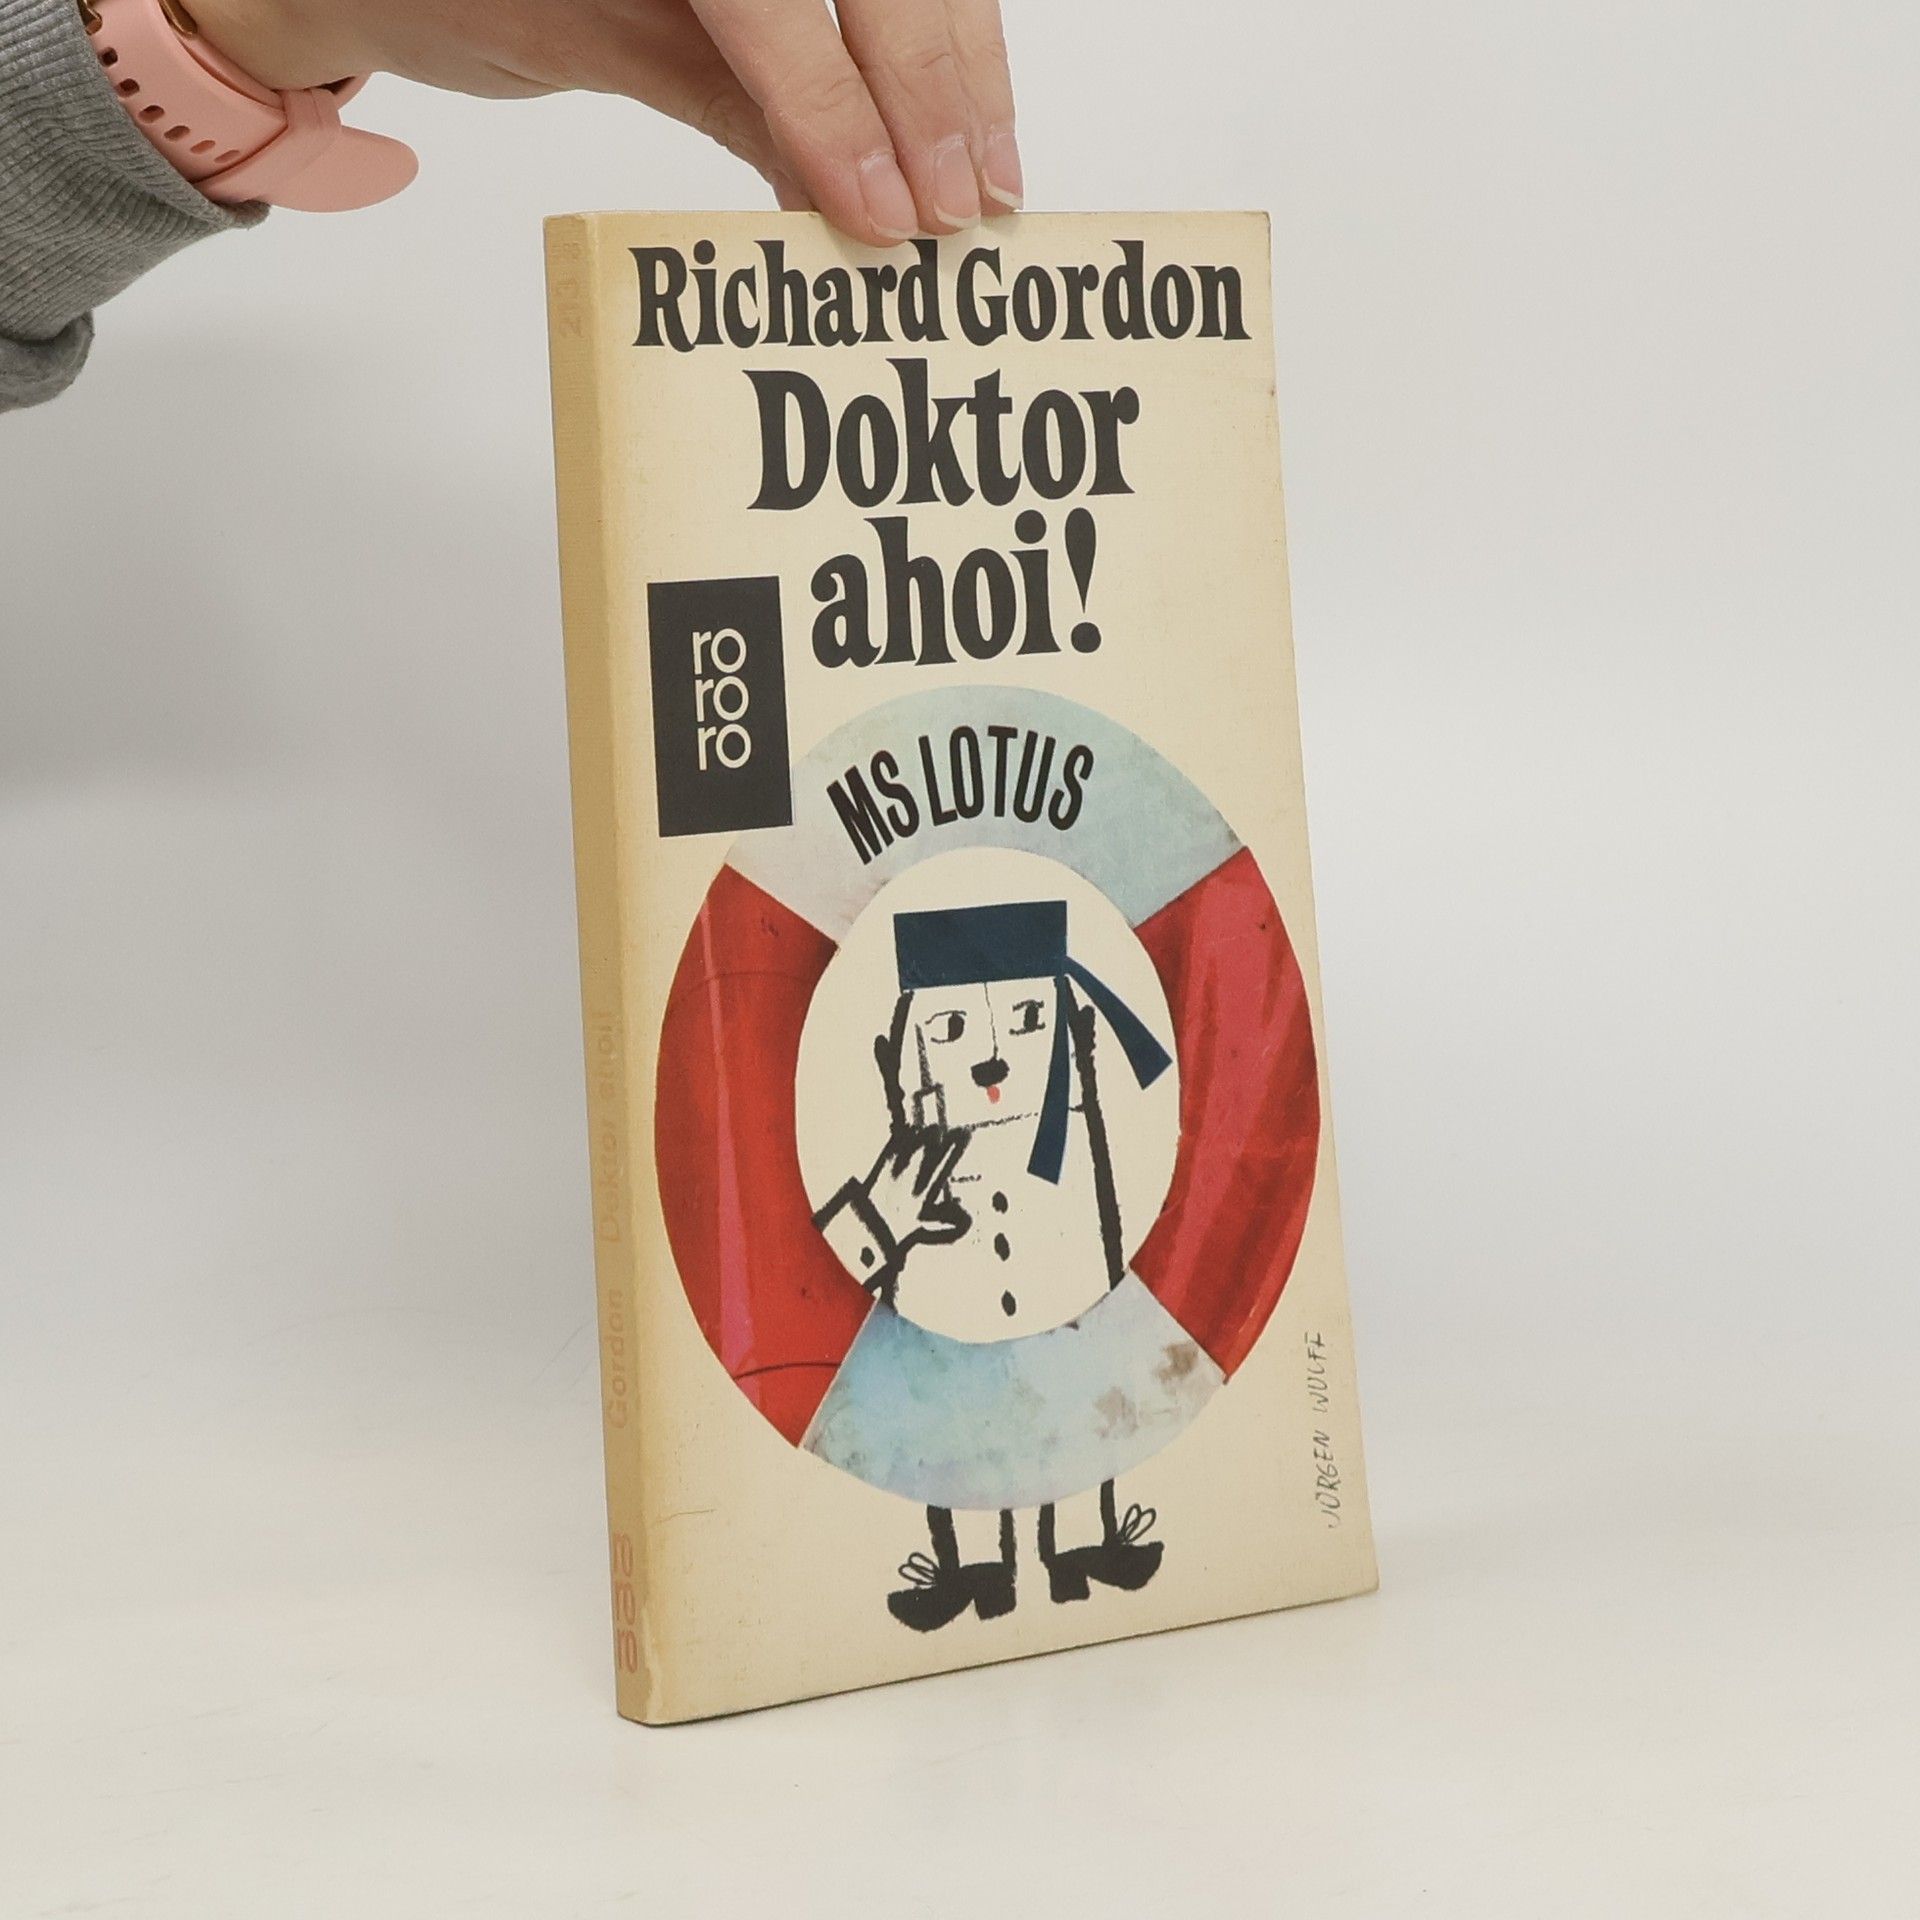 Richard Gordon
Doktor
ahoi!
ro
ro
ro
MS LOTUS
JÜRGEN WULFF
Gordon Doktor ahoi!
ro
ro
ro